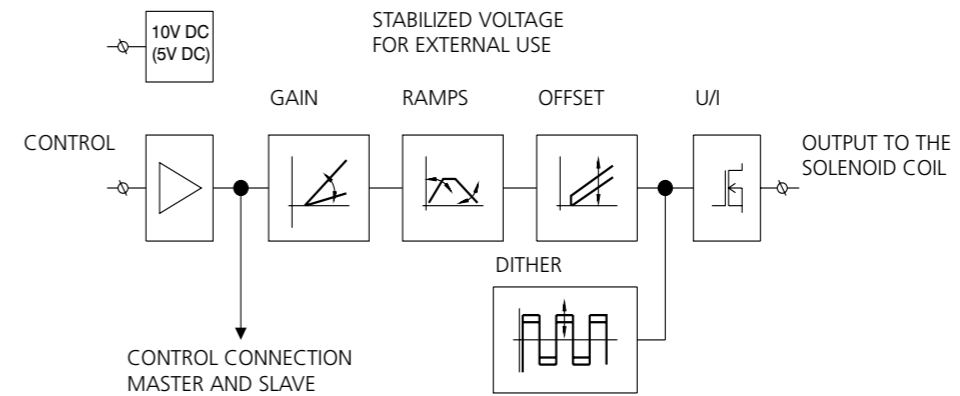 10V DC
(5V DC)
STABILIZED VOLTAGE
FOR EXTERNAL USE
GAIN
RAMPS
OFFSET
U/I
CONTROL
OUTPUT TO THE
SOLENOID COIL
DITHER
CONTROL CONNECTION
MASTER AND SLAVE